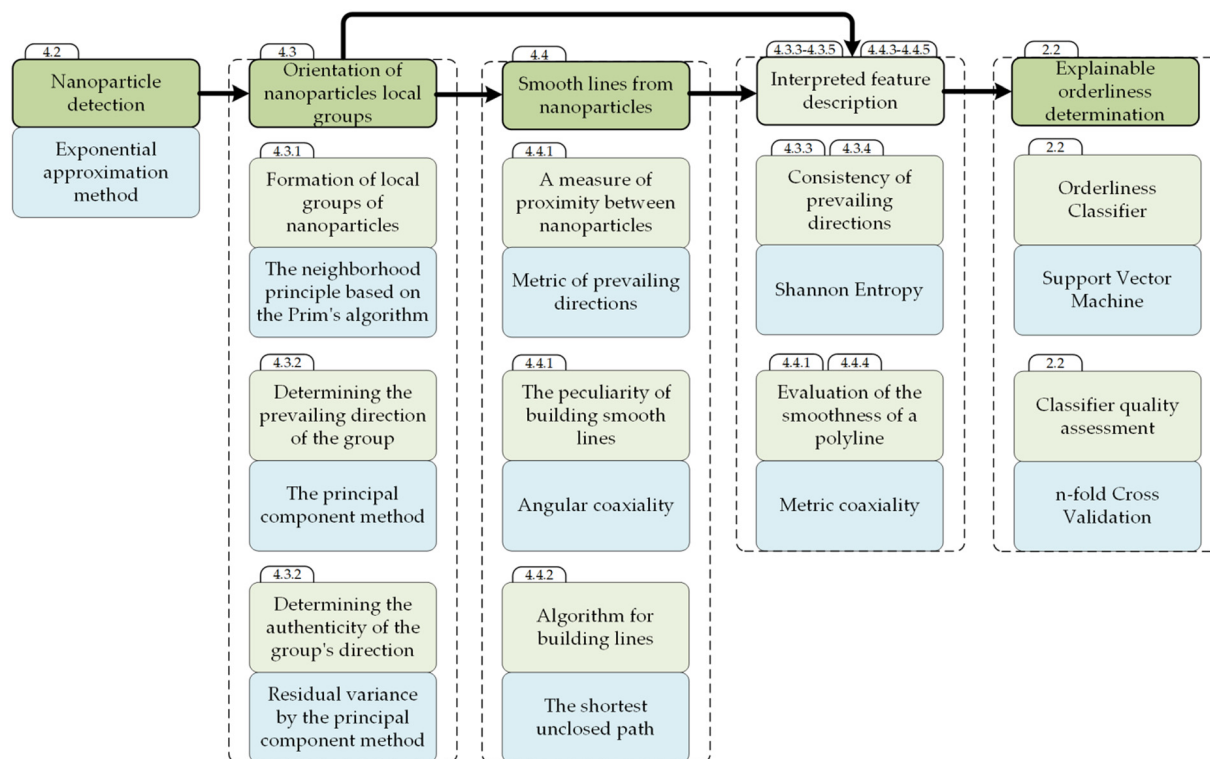 4.2
Nanoparticle
detection
Exponential
approximation
method
4.3
Orientation of
nanoparticles local
groups
4.3.1
Formation of local
groups of
nanoparticles
The neighborhood
principle based on
the Prim's algorithm
4.3.2
Determining the
prevailing direction
of the group
The principal
component method
4.3.2
Determining the
authenticity of the
group's direction
Residual variance
by the principal
component method
4.4
Smooth lines from
nanoparticles
4.4.1
A measure of
proximity between
nanoparticles
Metric of prevailing
directions
4.4.1
The peculiarity of
building smooth
lines
Angular coaxiality
4.4.2
Algorithm for
building lines
The shortest
unclosed path
4.3.3-4.3.5 4.4.3-4.4.5
Interpreted feature
description
4.3.3 4.3.4
Consistency of
prevailing
directions
Shannon Entropy
4.4.1 4.4.4
Evaluation of the
smoothness of a
polyline
Metric coaxiality
2.2
Explainable
orderliness
determination
2.2
Orderliness
Classifier
Support Vector
Machine
2.2
Classifier quality
assessment
n-fold Cross
Validation